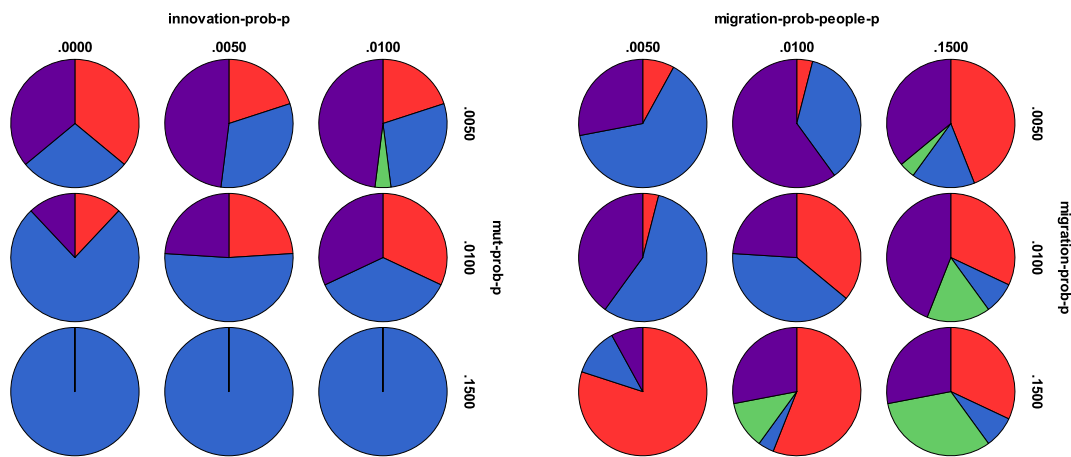 innovation-prob-p
.0000 .0050 .0100
.0050
.0100
.1500
mut-prob-p
migration-prob-people-p
.0050 .0100 .1500
.0050
.0100
.1500
migration-prob-p